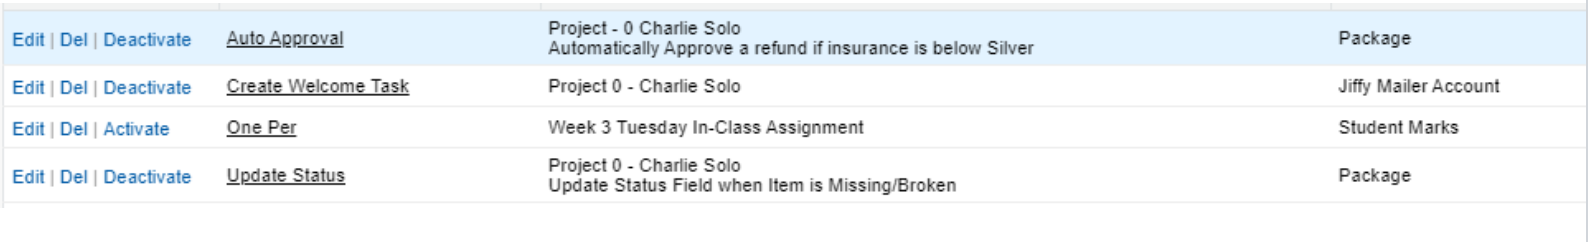 Edit | Del | Deactivate Auto Approval Project - 0 Charlie Solo Package
Automatically Approve a refund if insurance is below Silver
Edit | Del | Deactivate Create Welcome Task Project 0 - Charlie Solo Jiffy Mailer Account
Edit | Del | Activate One Per Week 3 Tuesday In-Class Assignment Student Marks
Edit | Del | Deactivate Update Status Project 0 - Charlie Solo Package
Update Status Field when Item is Missing/Broken